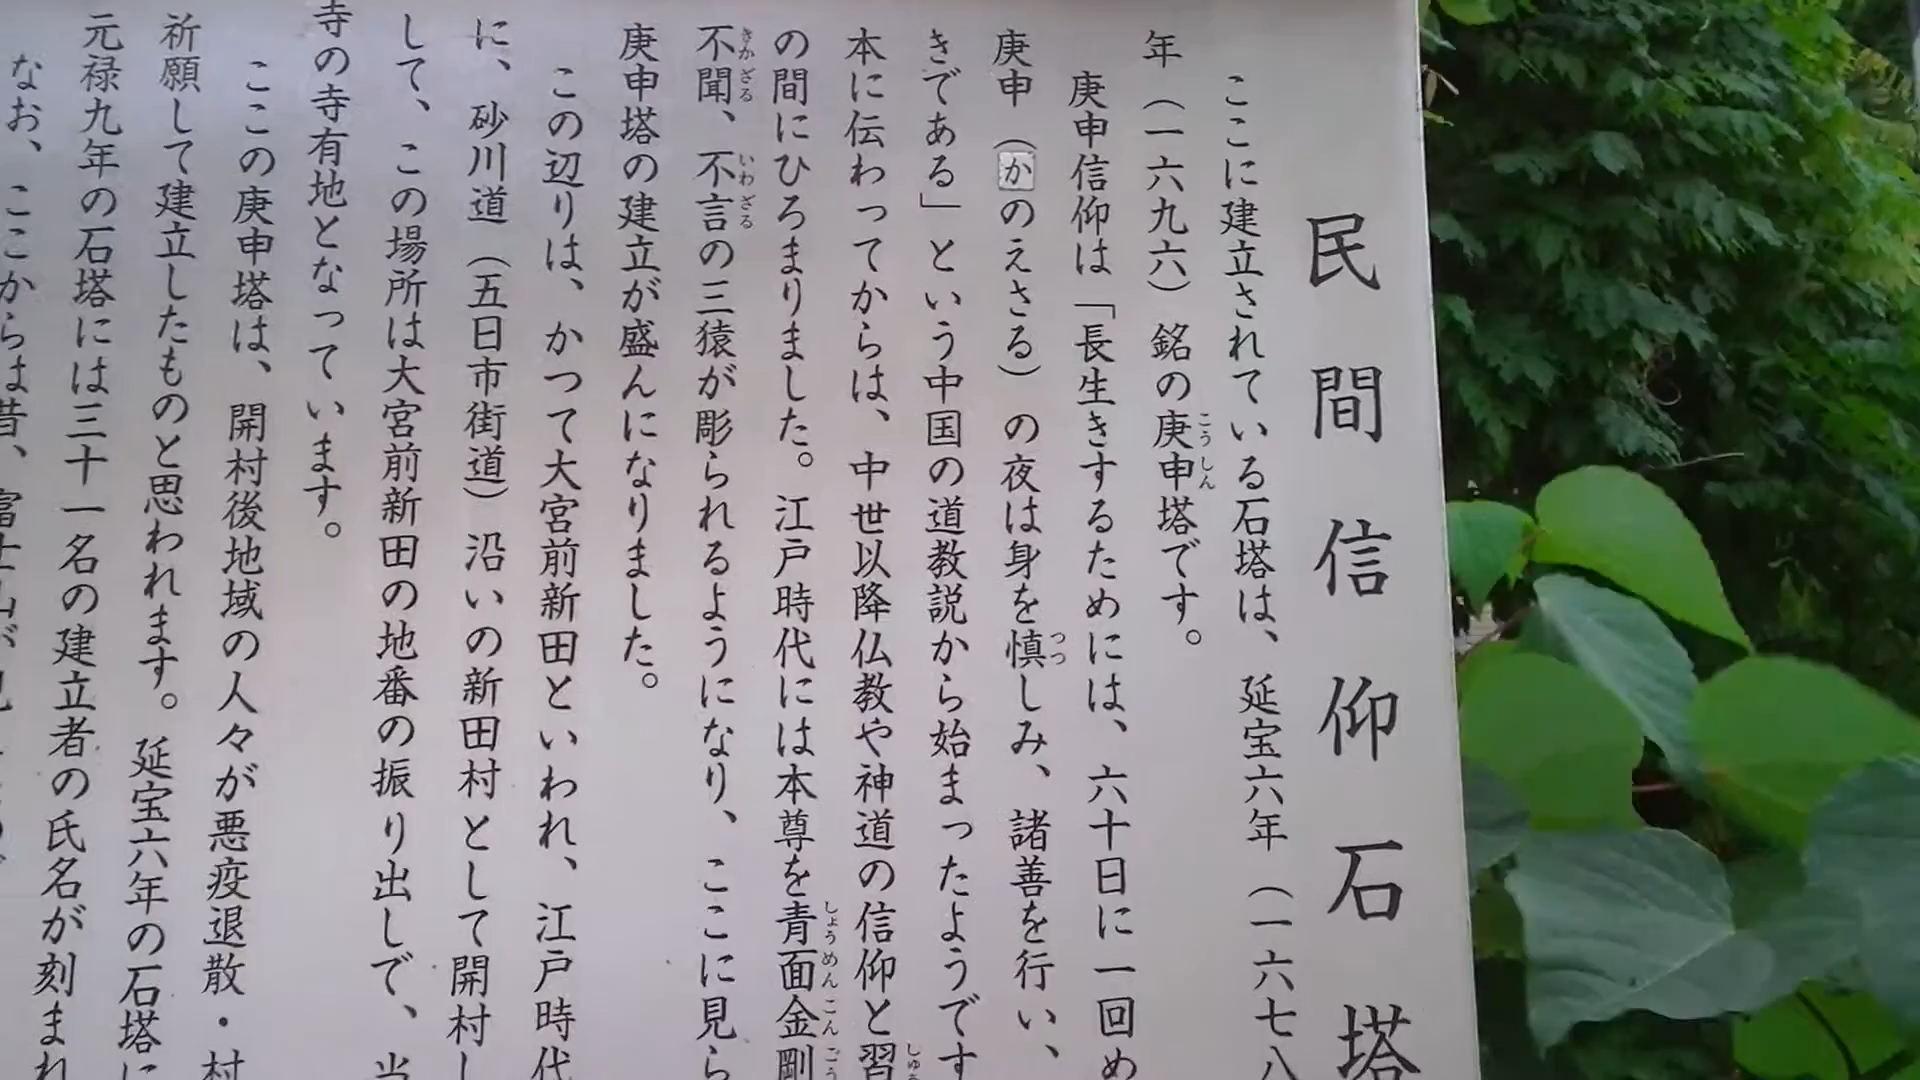 民間信仰石塔
ここに建立されている石塔は、延宝六年（一六七八
年（一六九六）銘の庚申塔です。
庚申信仰は「長生きするためには、六十日に一回め
庚申（かのえさる）の夜は身を慎しみ、諸善を行い、
きである」という中国の道教説から始まったようです
本に伝わってからは、中世以降仏教や神道の信仰と習
の間にひろまりました。江戸時代には本尊を青面金剛
不聞、不言の三猿が彫られるようになり、ここに見ら
庚申塔の建立が盛んになりました。
この辺りは、かつて大宮前新田といわれ、江戸時代
に、砂川道（五日市街道）沿いの新田村として開村し
して、この場所は大宮前新田の地番の振り出しで、当
寺の寺有地となっています。
ここの庚申塔は、開村後地域の人々が悪疫退散・村
祈願して建立したものと思われます。延宝六年の石塔に
元禄九年の石塔には三十一名の建立者の氏名が刻まれ
なお、ここからは昔、富士山が見